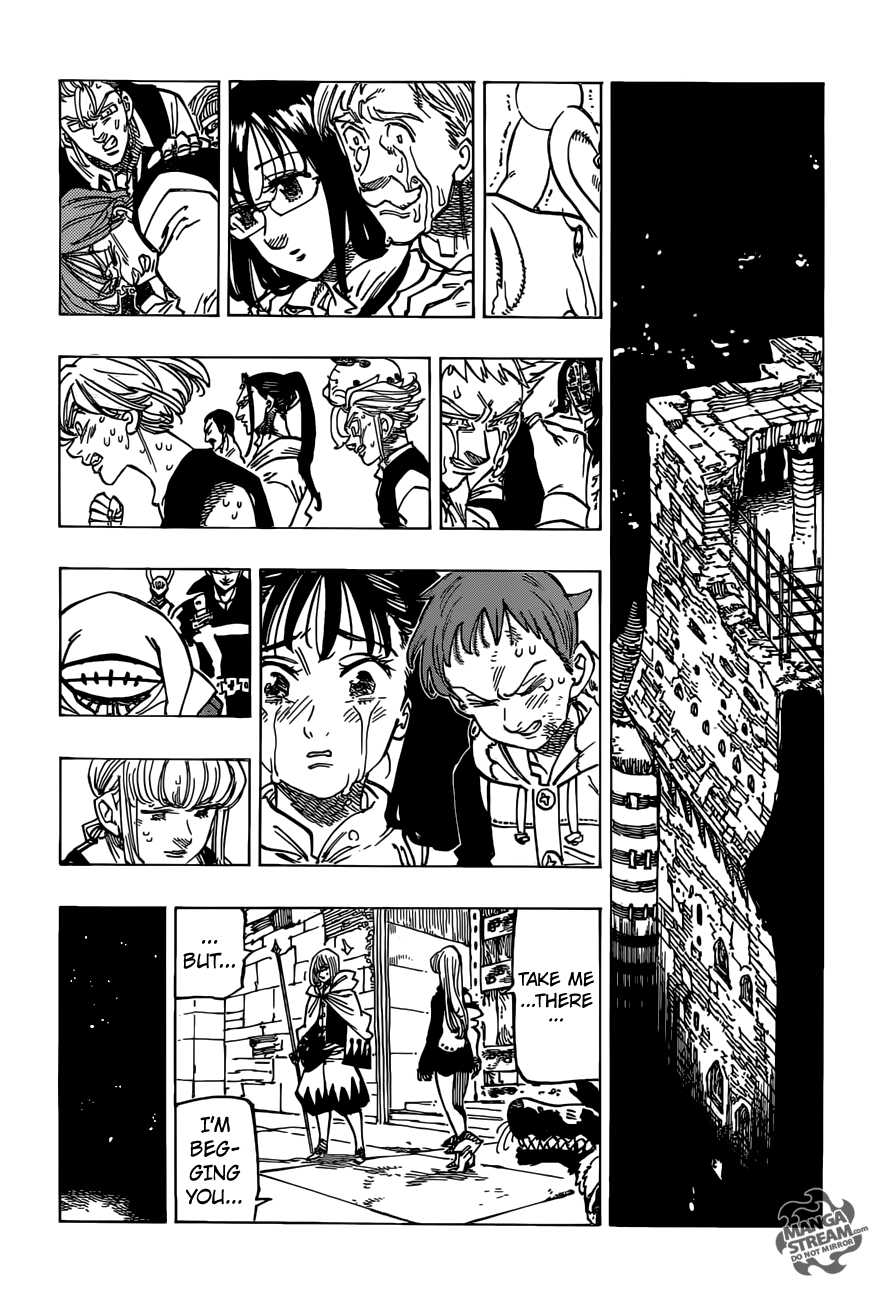 TAKE ME
...THERE
...
...
BUT...
I'M
BEG-
GING
YOU...
MANGA
STREAM.com
DO NOT MIRROR